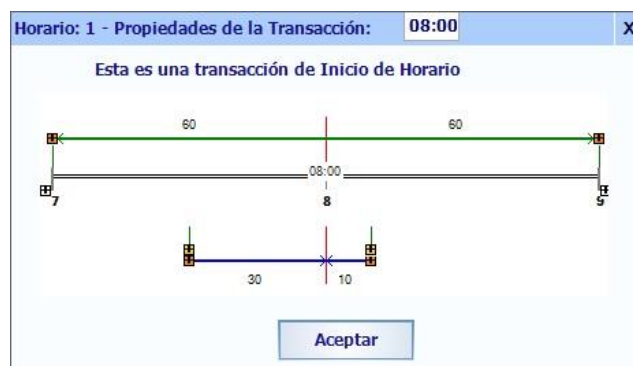 Horario: 1 - Propiedades de la Transacción: 08:00 X
Esta es una transacción de Inicio de Horario
60 60
08:00
7 8 9
30 10
Aceptar